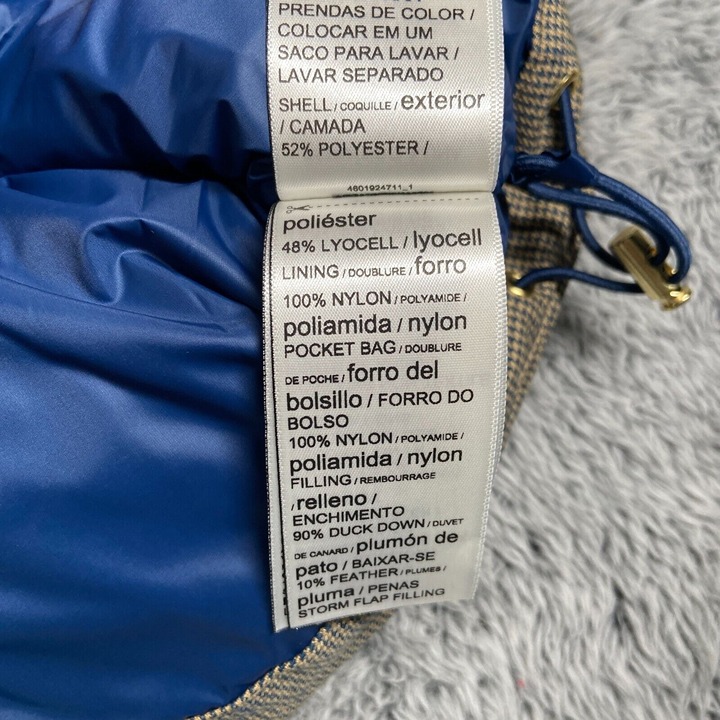 PRENDAS DE COLOR /
COLOCAR EM UM
SACO PARA LAVAR /
LAVAR SEPARADO
SHELL / COQUILLE / exterior
/ CAMADA
52% POLYESTER /
4601924711_1
poliéster
48% LYOCELL / lyocell
LINING / DOUBLURE / forro
100% NYLON / POLYAMIDE /
poliamida / nylon
POCKET BAG / DOUBLURE
DE POCHE / forro del
bolsillo / FORRO DO
BOLSO
100% NYLON / POLYAMIDE /
poliamida / nylon
FILLING / REMBOURRAGE
/ relleno /
ENCHIMENTO
90% DUCK DOWN / DUVET
DE CANARD / plumón de
pato / BAIXAR-SE
10% FEATHER / PLUMES /
pluma / PENAS
STORM FLAP FILLING